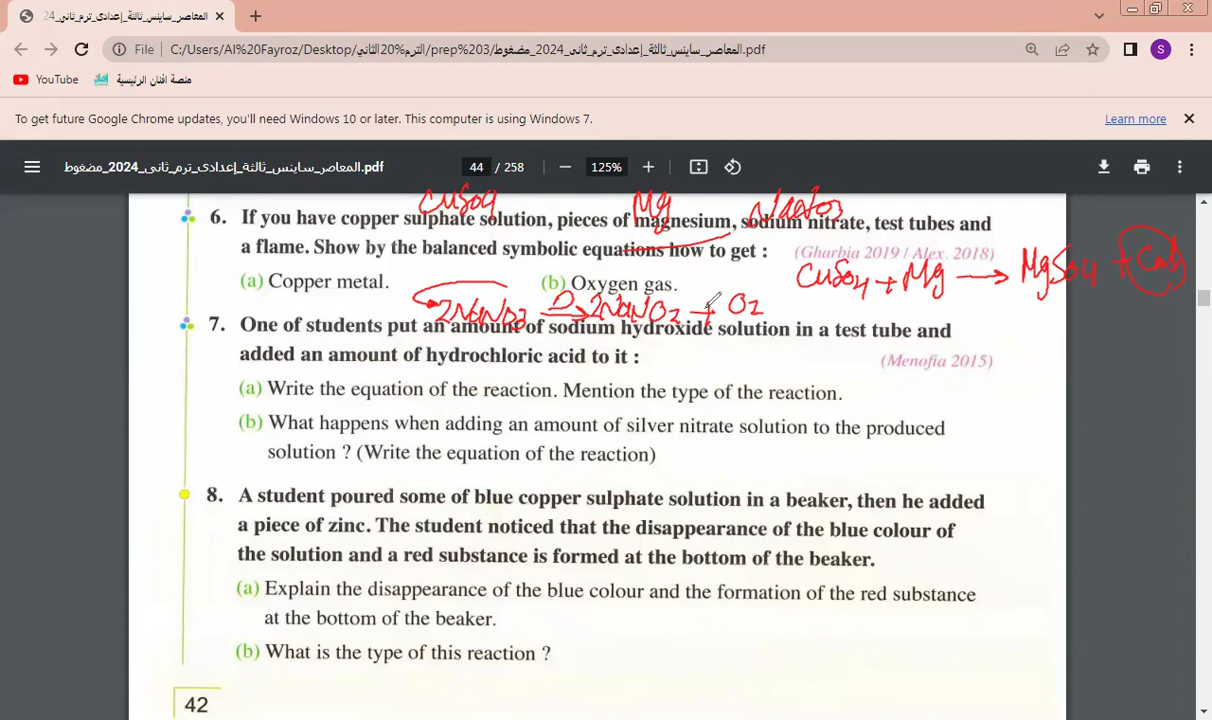 المعاصر_ساينس_ثالثة_إعدادى_ترم_ثانى_24
File C:/Users/Al%20Fayroz/Desktop/الترم%20الثاني/prep%203/المعاصر_ساينس_ثالثة_إعدادى_ترم_ثانى_2024_مضغوط.pdf
S
YouTube منصة افنان الرئيسية
To get future Google Chrome updates, you'll need Windows 10 or later. This computer is using Windows 7. Learn more
المعاصر_ساينس_ثالثة_إعدادى_ترم_ثانى_2024_مضغوط.pdf 44 / 258 125%
CuSO4 Mg NaNO3
6. If you have copper sulphate solution, pieces of magnesium, sodium nitrate, test tubes and
a flame. Show by the balanced symbolic equations how to get : (Gharbia 2019 / Alex. 2018)
CuSO4 + Mg → MgSO4 + Cu
(a) Copper metal. (b) Oxygen gas.
2NaNO3 Δ→ 2NaNO2 + O2
7. One of students put an amount of sodium hydroxide solution in a test tube and
added an amount of hydrochloric acid to it : (Menofia 2015)
(a) Write the equation of the reaction. Mention the type of the reaction.
(b) What happens when adding an amount of silver nitrate solution to the produced
solution ? (Write the equation of the reaction)
8. A student poured some of blue copper sulphate solution in a beaker, then he added
a piece of zinc. The student noticed that the disappearance of the blue colour of
the solution and a red substance is formed at the bottom of the beaker.
(a) Explain the disappearance of the blue colour and the formation of the red substance
at the bottom of the beaker.
(b) What is the type of this reaction ?
42